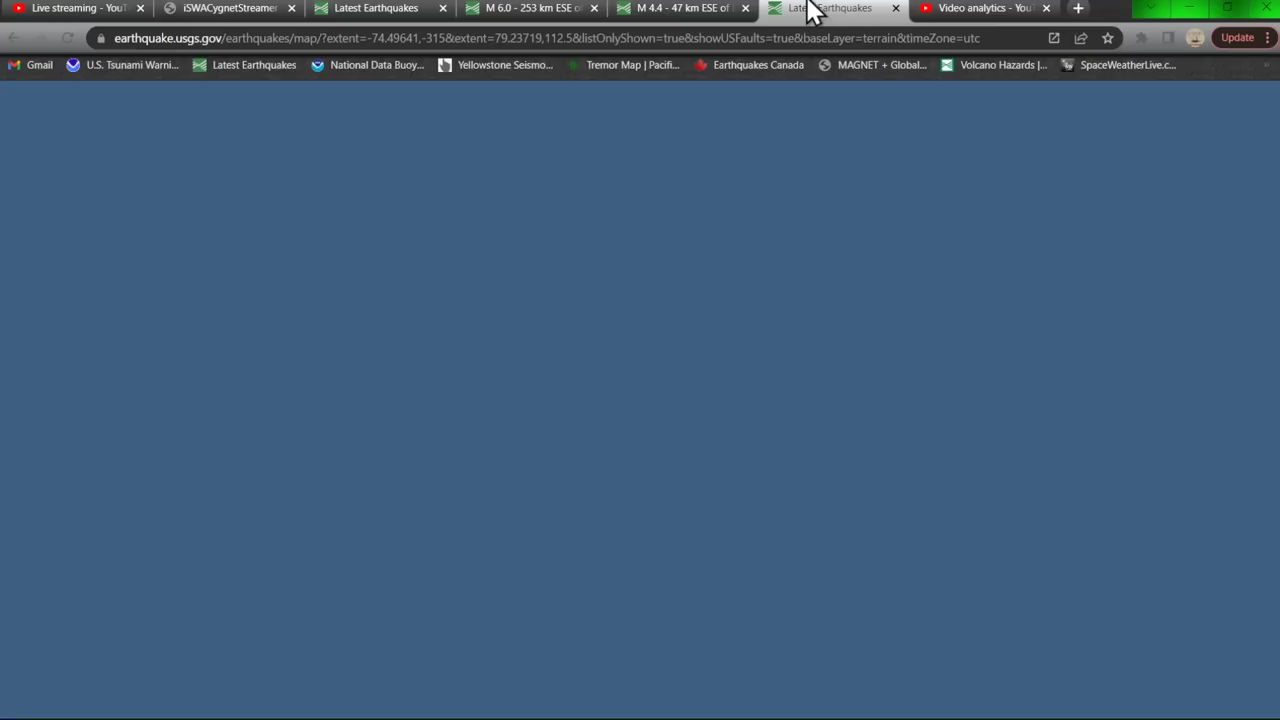 Live streaming - YouT
iSWACygnetStreamer
Latest Earthquakes
M 6.0 - 253 km ESE of
M 4.4 - 47 km ESE of
Earthquakes
Video analytics - YouT
earthquake.usgs.gov/earthquakes/map/?extent=-74.49641,-315&extent=79.23719,112.5&listOnlyShown=true&showUSFaults=true&baseLayer=terrain&timeZone=utc
Update
Gmail
U.S. Tsunami Warni...
Latest Earthquakes
National Data Buoy...
Yellowstone Seismo...
Tremor Map | Pacifi...
Earthquakes Canada
MAGNET + Global...
Volcano Hazards |...
SpaceWeatherLive.c...